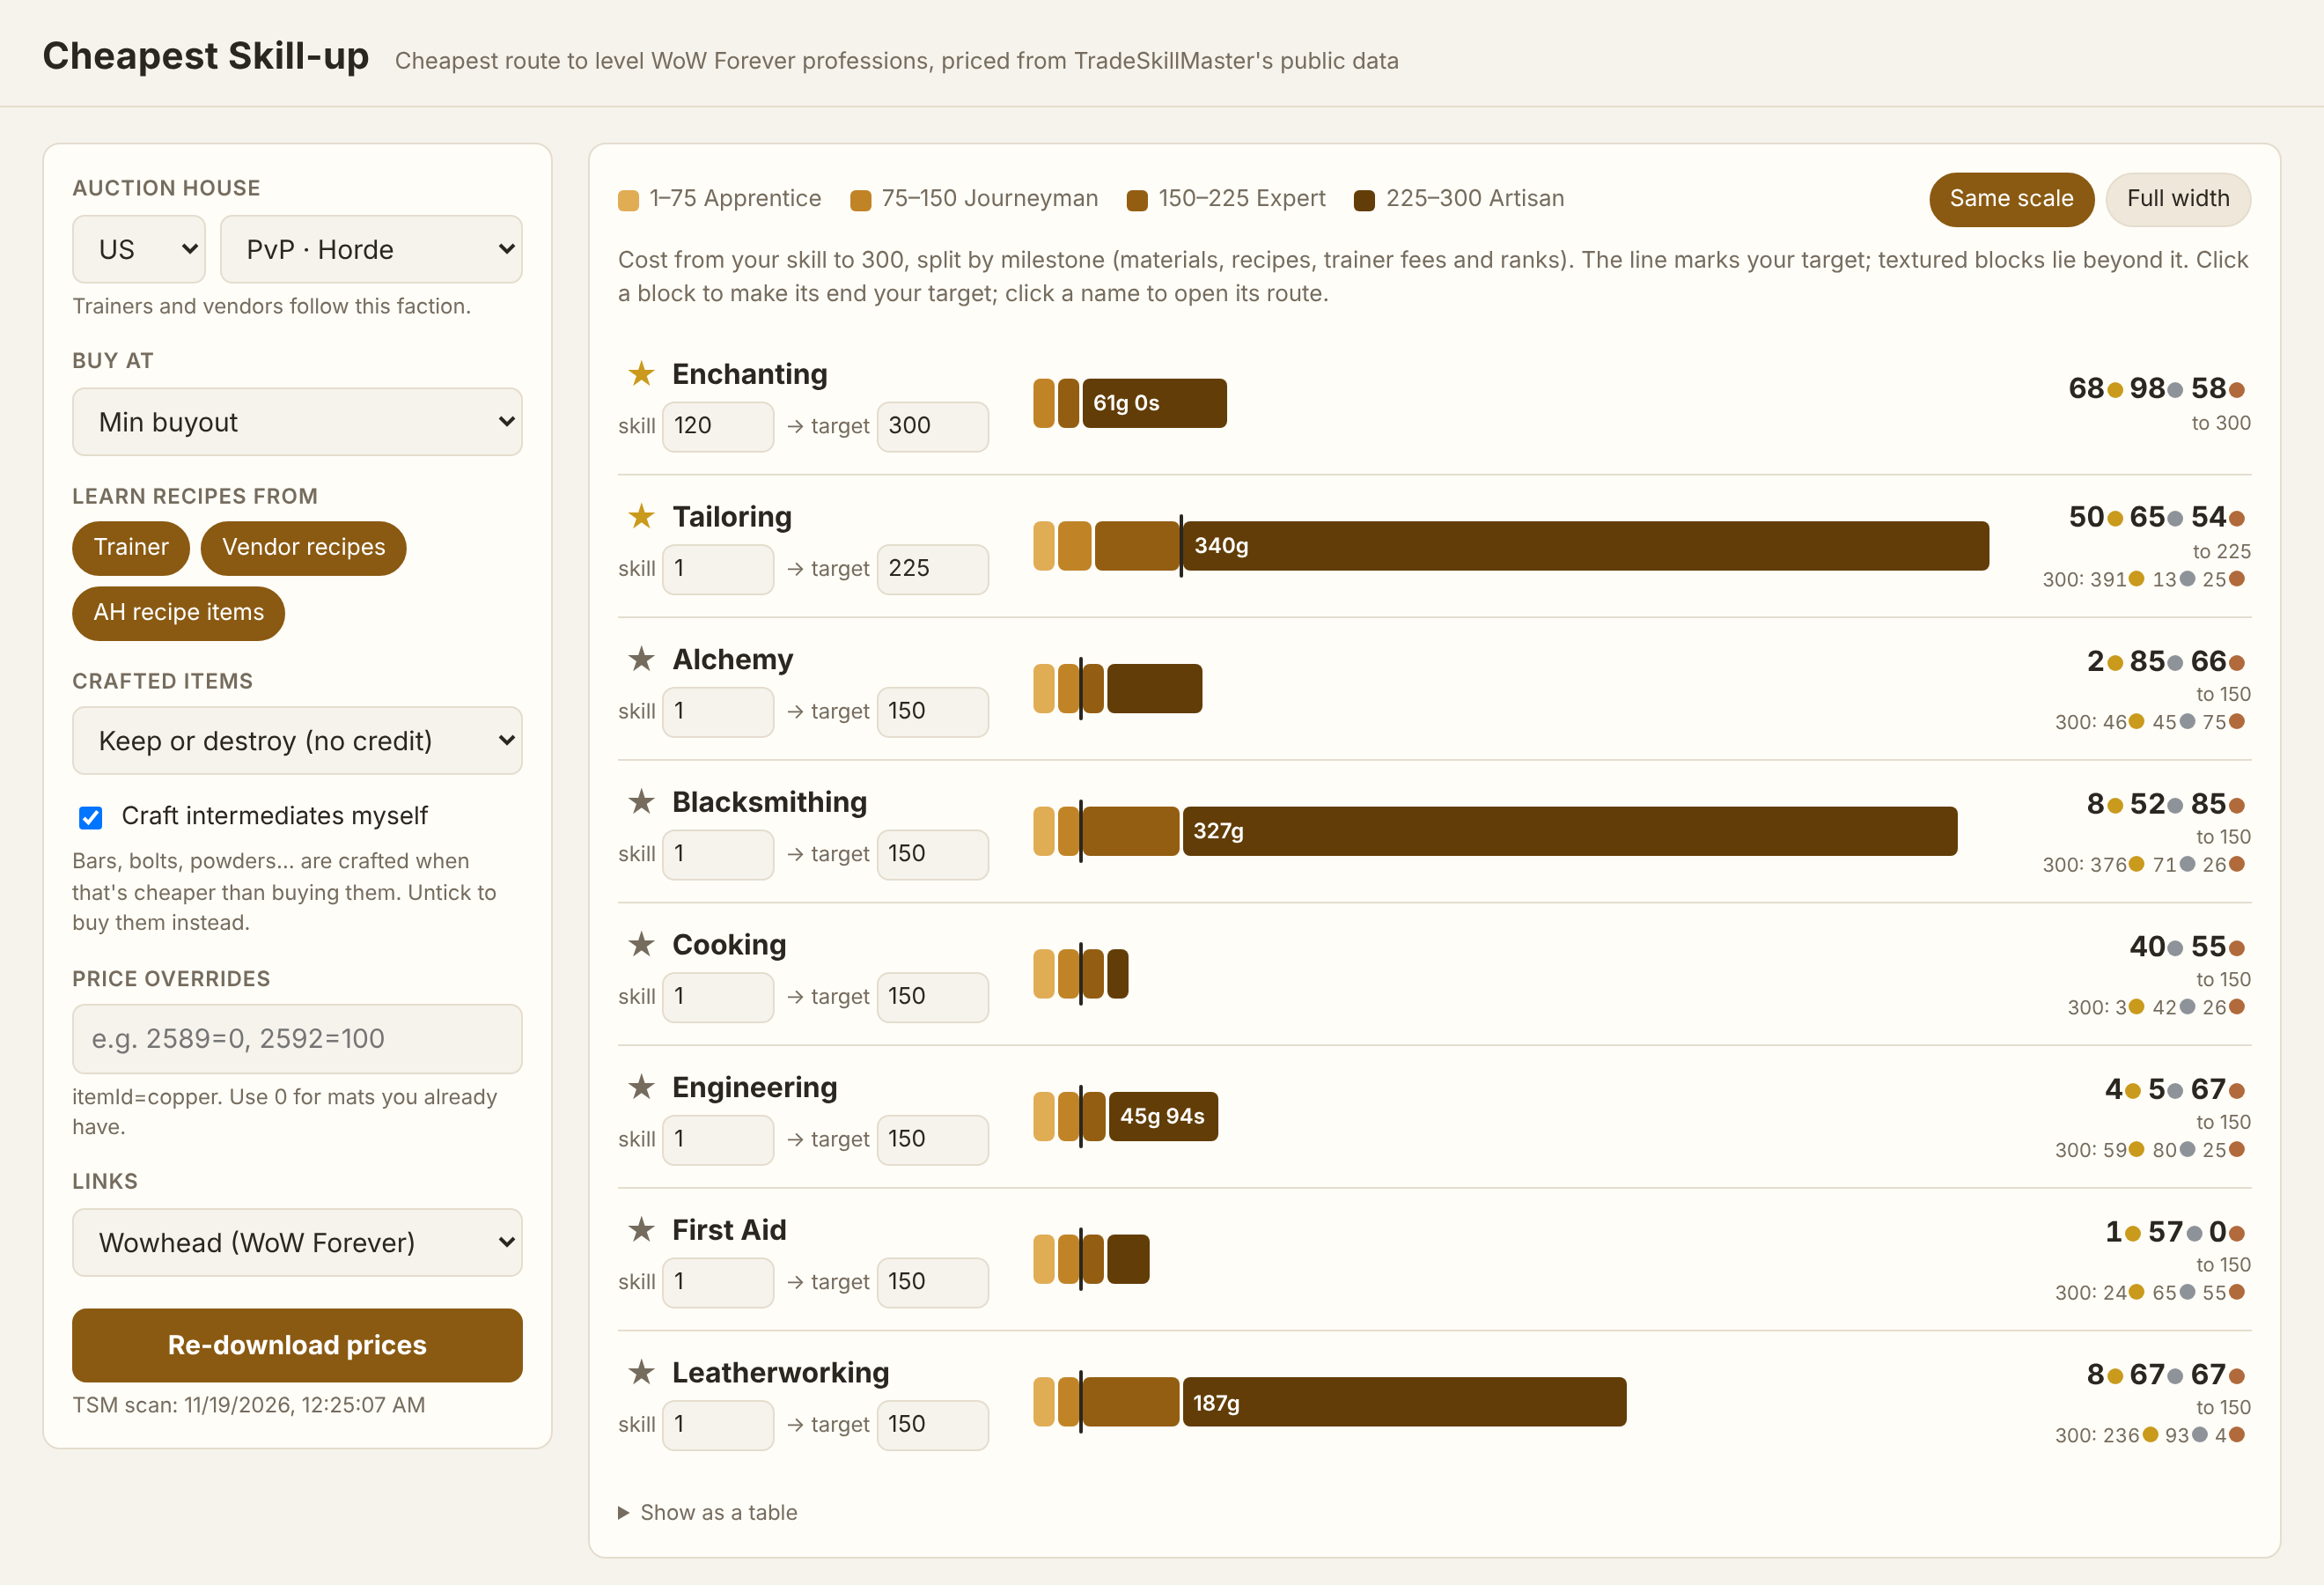 Cheapest Skill-up
Cheapest route to level WoW Forever professions, priced from TradeSkillMaster's public data
AUCTION HOUSE
US
PvP · Horde
Trainers and vendors follow this faction.
BUY AT
Min buyout
LEARN RECIPES FROM
Trainer
Vendor recipes
AH recipe items
CRAFTED ITEMS
Keep or destroy (no credit)
Craft intermediates myself
Bars, bolts, powders... are crafted when
that's cheaper than buying them. Untick to
buy them instead.
PRICE OVERRIDES
e.g. 2589=0, 2592=100
itemId=copper. Use 0 for mats you already
have.
LINKS
Wowhead (WoW Forever)
Re-download prices
TSM scan: 11/19/2026, 12:25:07 AM
1–75 Apprentice
75–150 Journeyman
150–225 Expert
225–300 Artisan
Same scale
Full width
Cost from your skill to 300, split by milestone (materials, recipes, trainer fees and ranks). The line marks your target; textured blocks lie beyond it. Click
a block to make its end your target; click a name to open its route.
★ Enchanting
skill 120 → target 300
61g 0s
68 98 58
to 300
★ Tailoring
skill 1 → target 225
340g
50 65 54
to 225
300: 391 13 25
★ Alchemy
skill 1 → target 150
2 85 66
to 150
300: 46 45 75
★ Blacksmithing
skill 1 → target 150
327g
8 52 85
to 150
300: 376 71 26
★ Cooking
skill 1 → target 150
40 55
to 150
300: 3 42 26
★ Engineering
skill 1 → target 150
45g 94s
4 5 67
to 150
300: 59 80 25
★ First Aid
skill 1 → target 150
1 57 0
to 150
300: 24 65 55
★ Leatherworking
skill 1 → target 150
187g
8 67 67
to 150
300: 236 93 4
▶ Show as a table